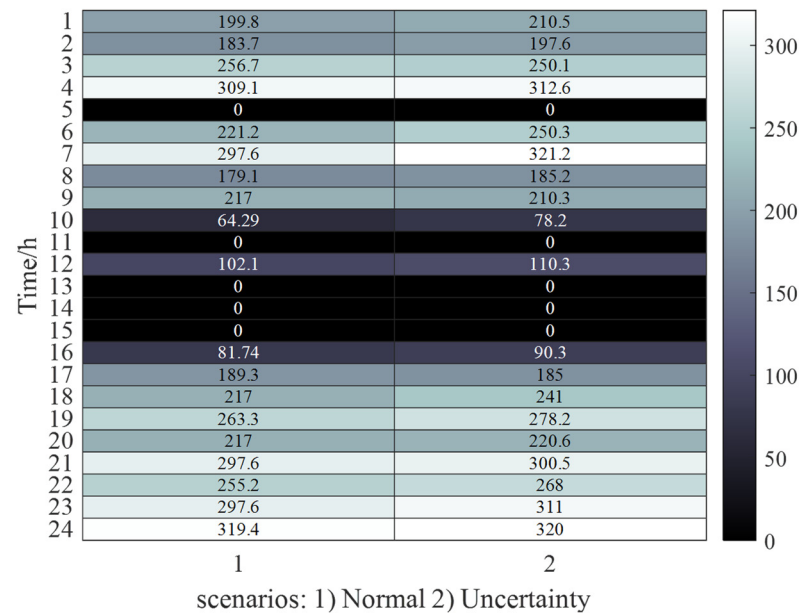 Time/h
1 199.8 210.5
2 183.7 197.6
3 256.7 250.1
4 309.1 312.6
5 0 0
6 221.2 250.3
7 297.6 321.2
8 179.1 185.2
9 217 210.3
10 64.29 78.2
11 0 0
12 102.1 110.3
13 0 0
14 0 0
15 0 0
16 81.74 90.3
17 189.3 185
18 217 241
19 263.3 278.2
20 217 220.6
21 297.6 300.5
22 255.2 268
23 297.6 311
24 319.4 320
1 2
scenarios: 1) Normal 2) Uncertainty
300
250
200
150
100
50
0